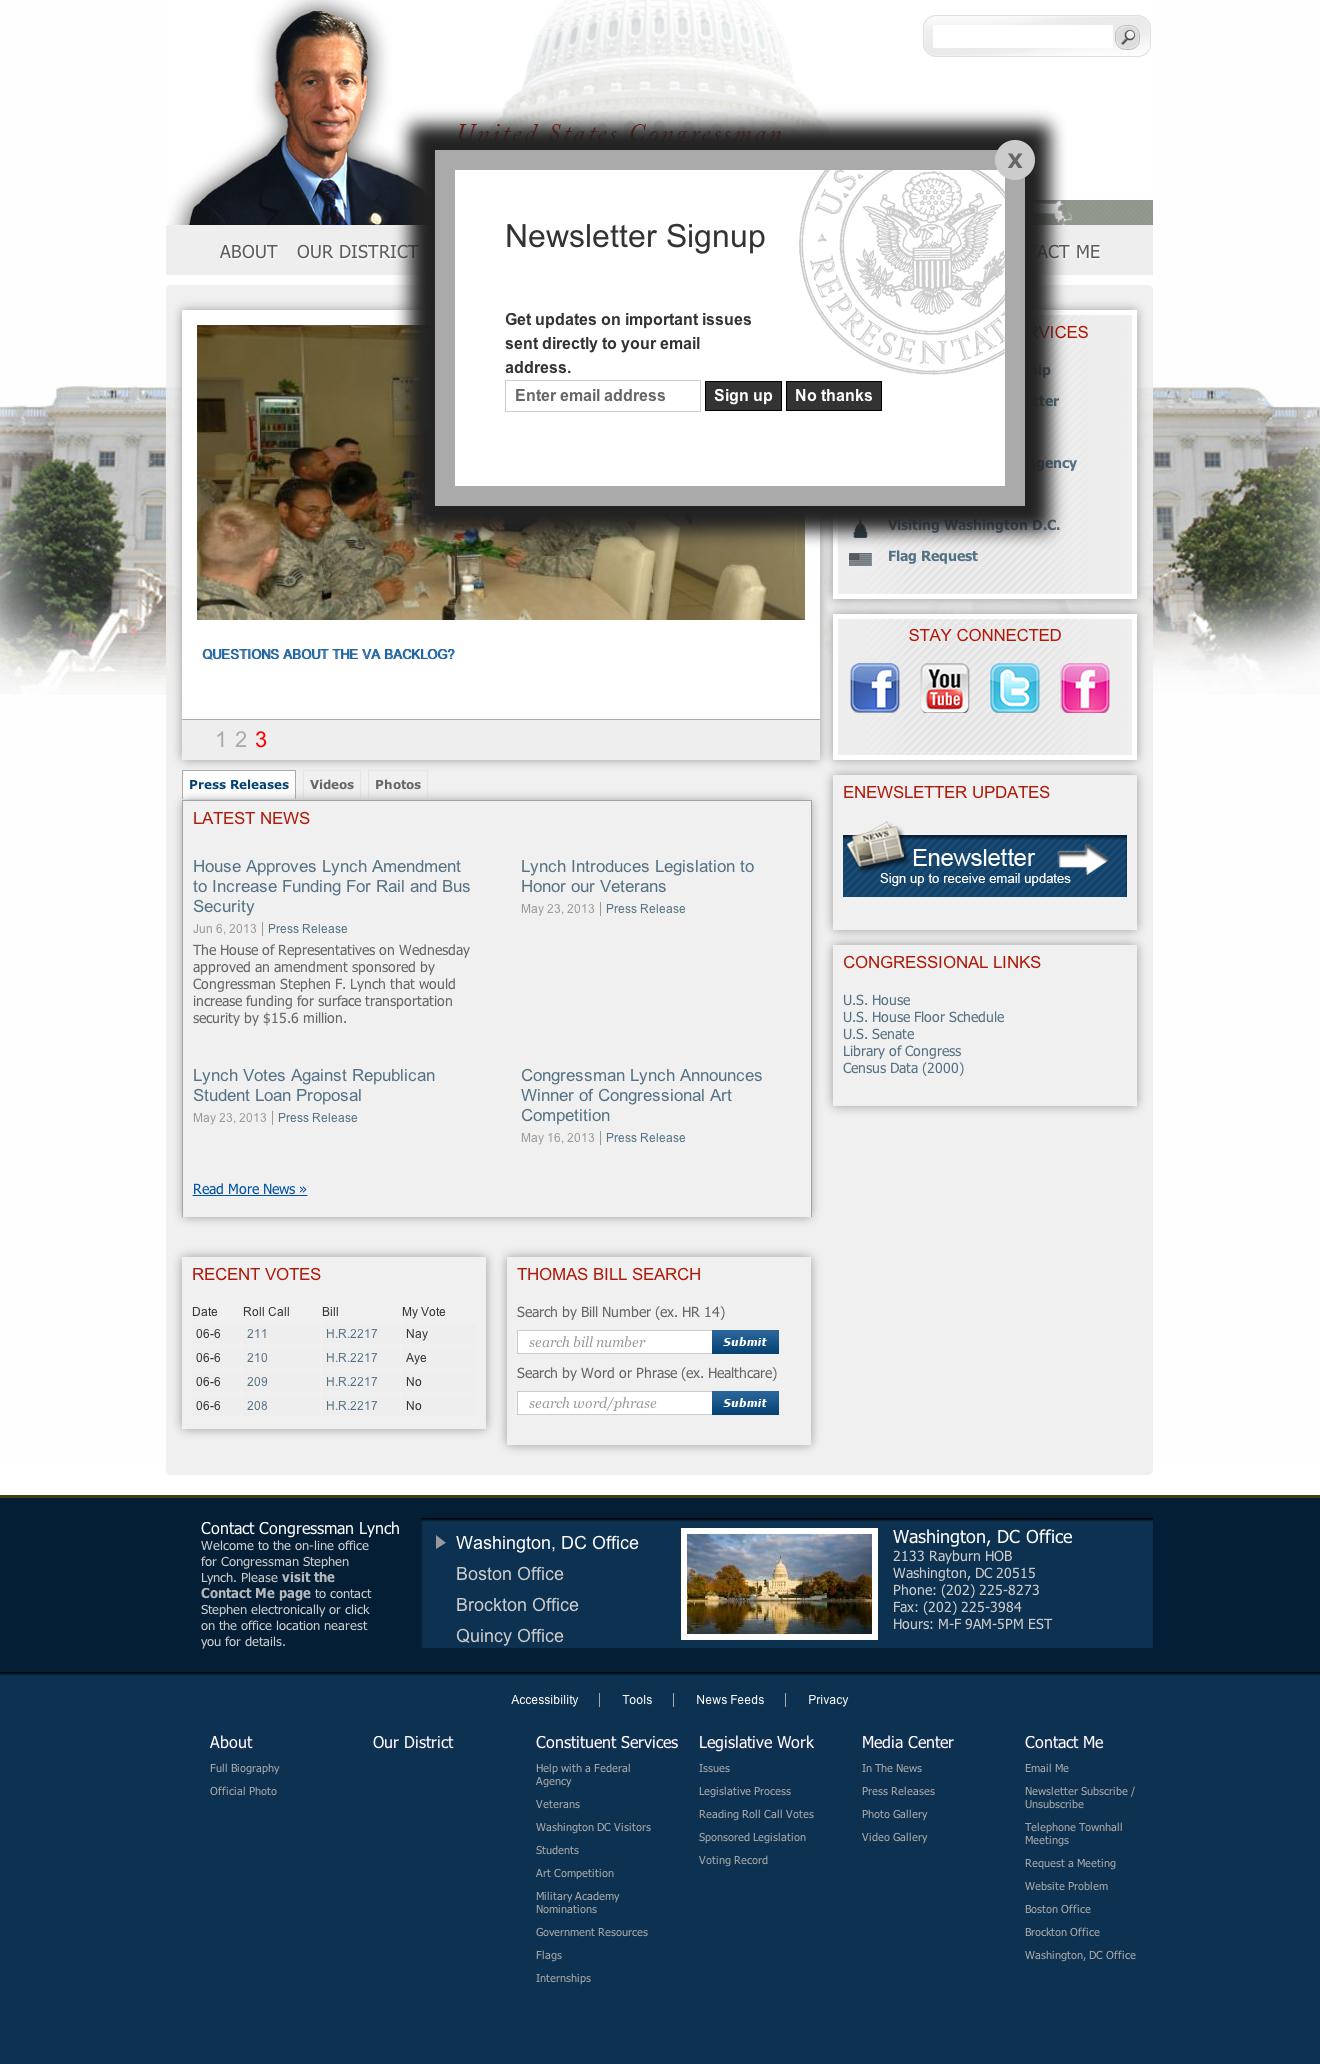 United States Congressman
X
U.S.
REPRESENTAT
Newsletter Signup
Get updates on important issues
sent directly to your email
address.
Enter email address Sign up No thanks
ABOUT OUR DISTRICT ACT ME
VICES
ip
ter
gency
Visiting Washington D.C.
Flag Request
QUESTIONS ABOUT THE VA BACKLOG?
1 2 3
STAY CONNECTED
f You Tube t f
Press Releases Videos Photos
LATEST NEWS
House Approves Lynch Amendment
to Increase Funding For Rail and Bus
Security
Jun 6, 2013 | Press Release
The House of Representatives on Wednesday
approved an amendment sponsored by
Congressman Stephen F. Lynch that would
increase funding for surface transportation
security by $15.6 million.
Lynch Introduces Legislation to
Honor our Veterans
May 23, 2013 | Press Release
Lynch Votes Against Republican
Student Loan Proposal
May 23, 2013 | Press Release
Congressman Lynch Announces
Winner of Congressional Art
Competition
May 16, 2013 | Press Release
Read More News »
ENEWSLETTER UPDATES
NEWS
Enewsletter
Sign up to receive email updates
CONGRESSIONAL LINKS
U.S. House
U.S. House Floor Schedule
U.S. Senate
Library of Congress
Census Data (2000)
RECENT VOTES
Date Roll Call Bill My Vote
06-6 211 H.R.2217 Nay
06-6 210 H.R.2217 Aye
06-6 209 H.R.2217 No
06-6 208 H.R.2217 No
THOMAS BILL SEARCH
Search by Bill Number (ex. HR 14)
search bill number Submit
Search by Word or Phrase (ex. Healthcare)
search word/phrase Submit
Contact Congressman Lynch
Welcome to the on-line office
for Congressman Stephen
Lynch. Please visit the
Contact Me page to contact
Stephen electronically or click
on the office location nearest
you for details.
Washington, DC Office
Boston Office
Brockton Office
Quincy Office
Washington, DC Office
2133 Rayburn HOB
Washington, DC 20515
Phone: (202) 225-8273
Fax: (202) 225-3984
Hours: M-F 9AM-5PM EST
Accessibility | Tools | News Feeds | Privacy
About
Full Biography
Official Photo
Our District
Constituent Services
Help with a Federal
Agency
Veterans
Washington DC Visitors
Students
Art Competition
Military Academy
Nominations
Government Resources
Flags
Internships
Legislative Work
Issues
Legislative Process
Reading Roll Call Votes
Sponsored Legislation
Voting Record
Media Center
In The News
Press Releases
Photo Gallery
Video Gallery
Contact Me
Email Me
Newsletter Subscribe /
Unsubscribe
Telephone Townhall
Meetings
Request a Meeting
Website Problem
Boston Office
Brockton Office
Washington, DC Office